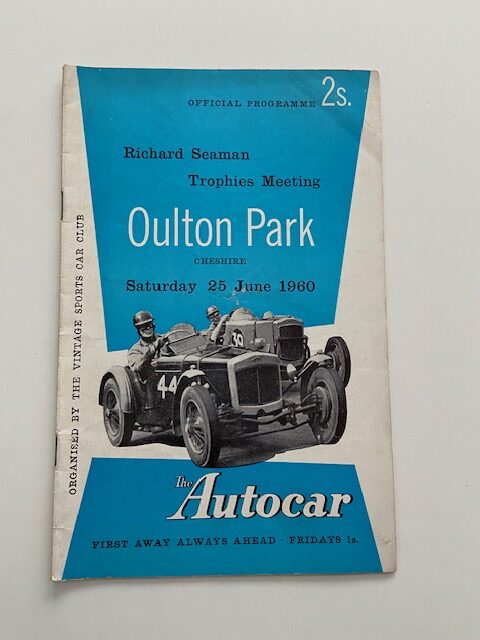 OFFICIAL PROGRAMME 2s.
Richard Seaman
Trophies Meeting
Oulton Park
CHESHIRE
Saturday 25 June 1960
ORGANISED BY THE VINTAGE SPORTS CAR CLUB
39
44
The Autocar
FIRST AWAY ALWAYS AHEAD · FRIDAYS 1s.